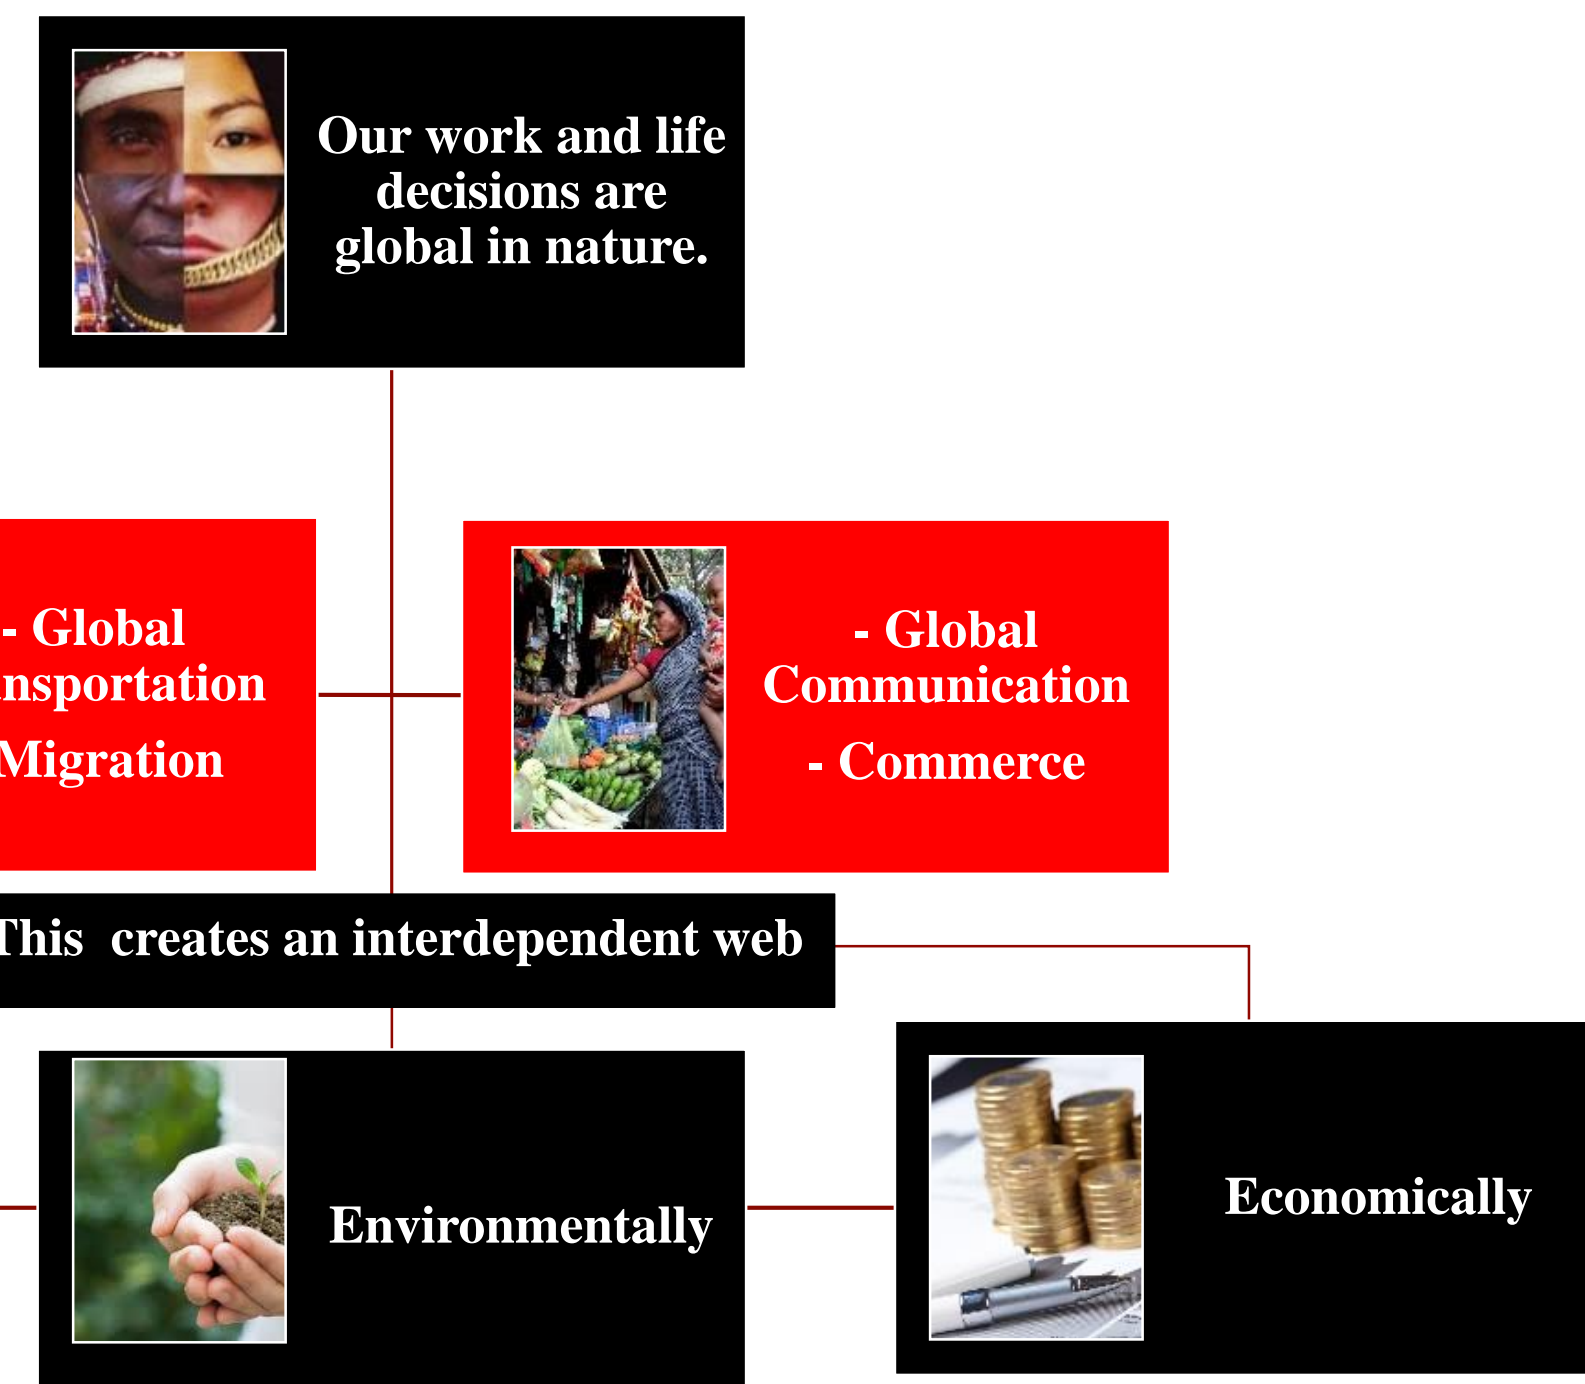 Our work and life
decisions are
global in nature.
- Global
nsportation
Migration
- Global
Communication
- Commerce
This  creates an interdependent web
Environmentally
Economically